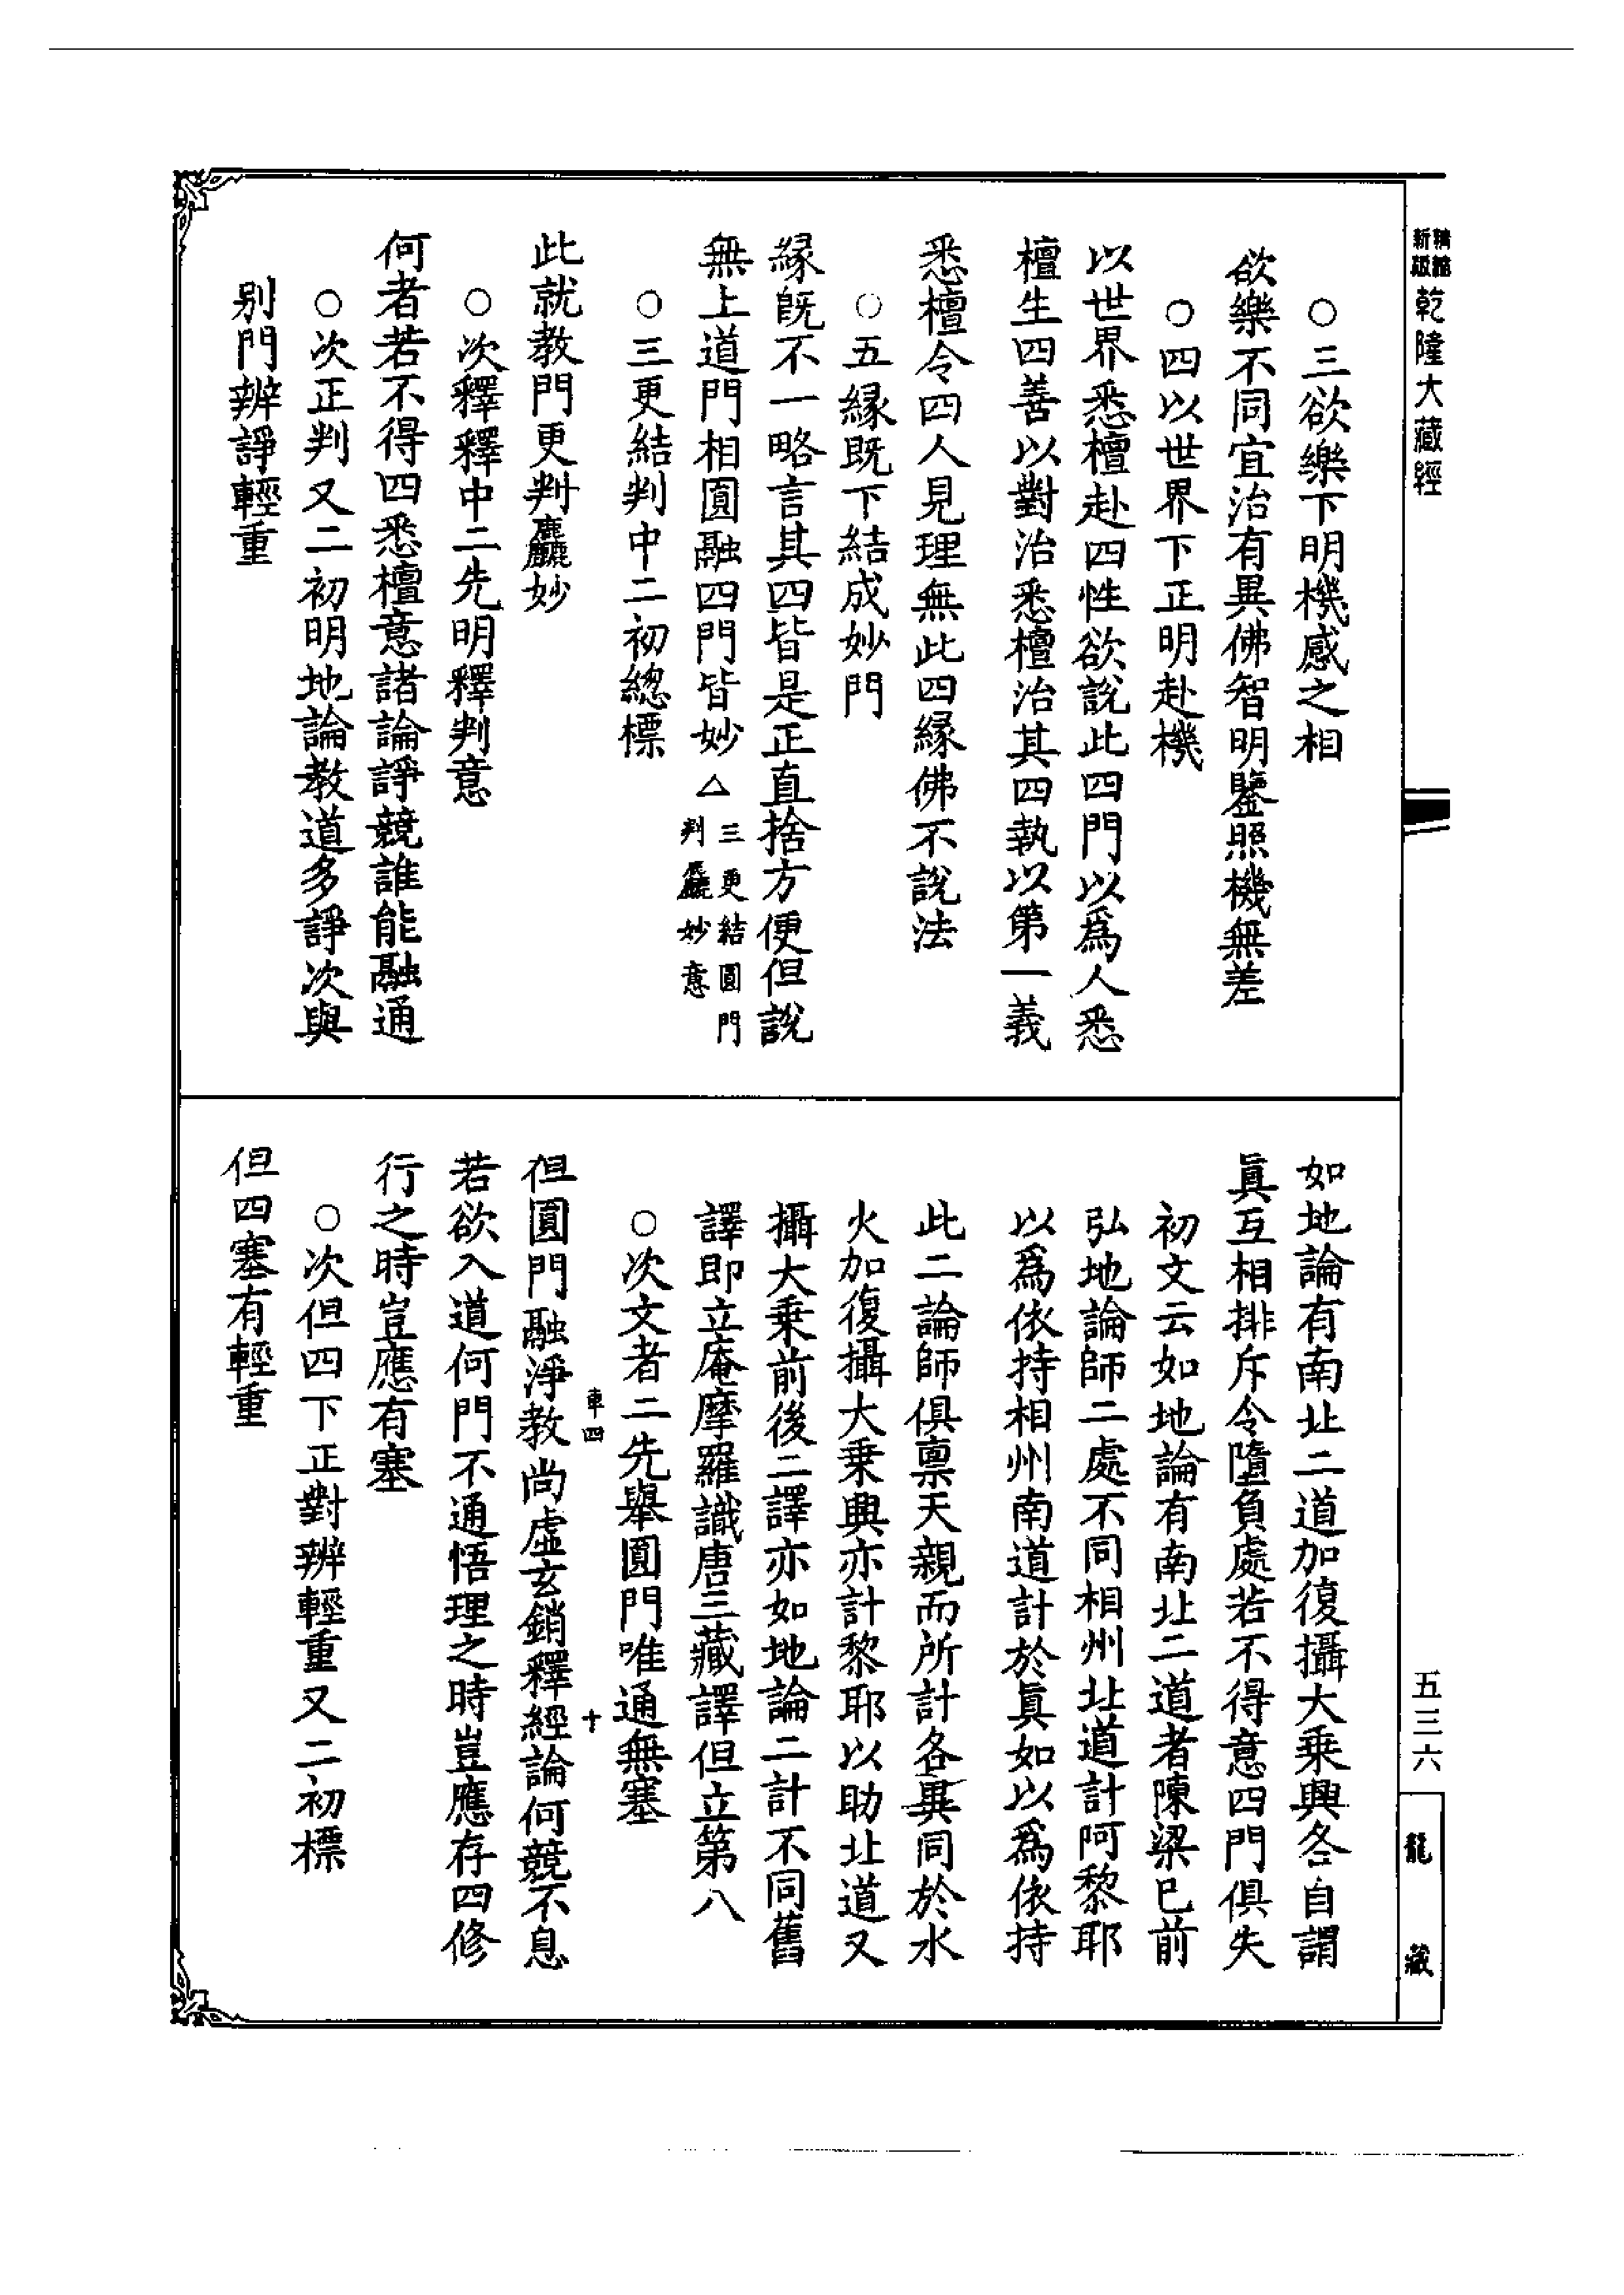 精縮新版乾隆大藏經
○三欲樂下明機感之相
欲樂不同宜治有異佛智明鑒照機無差
○四以世界下正明赴機
以世界悉檀赴四性欲說此四門以爲人悉
檀生四善以對治悉檀治其四執以第一義
悉檀令四人見理無此四緣佛不說法
○五緣既下結成妙門
緣既不一略言其四皆是正直捨方便但說
無上道門相圓融四門皆妙△三更結圓門
判麤妙意
○三更結判中二初總標
此就教門更判麤妙
○次釋釋中二先明釋判意
何者若不得四悉檀意諸論諍競誰能融通
○次正判又二初明地論教道多諍次與
別門辨諍輕重
如地論有南北二道加復攝大乘興各自謂
眞互相排斥令墮負處若不得意四門俱失
初文云如地論有南北二道者陳梁已前
弘地論師二處不同相州北道計阿黎耶
以爲依持相州南道計於眞如以爲依持
此二論師俱稟天親而所計各異同於水
火加復攝大乘興亦計黎耶以助北道又
攝大乘前後二譯亦如地論二計不同舊
譯即立庵摩羅識唐三藏譯但立第八
○次文者二先舉圓門唯通無塞
車四
十
但圓門融淨教尚虛玄銷釋經論何競不息
若欲入道何門不通悟理之時豈應存四修
行之時豈應有塞
○次但四下正對辨輕重又二初標
但四塞有輕重
五三六
龍藏